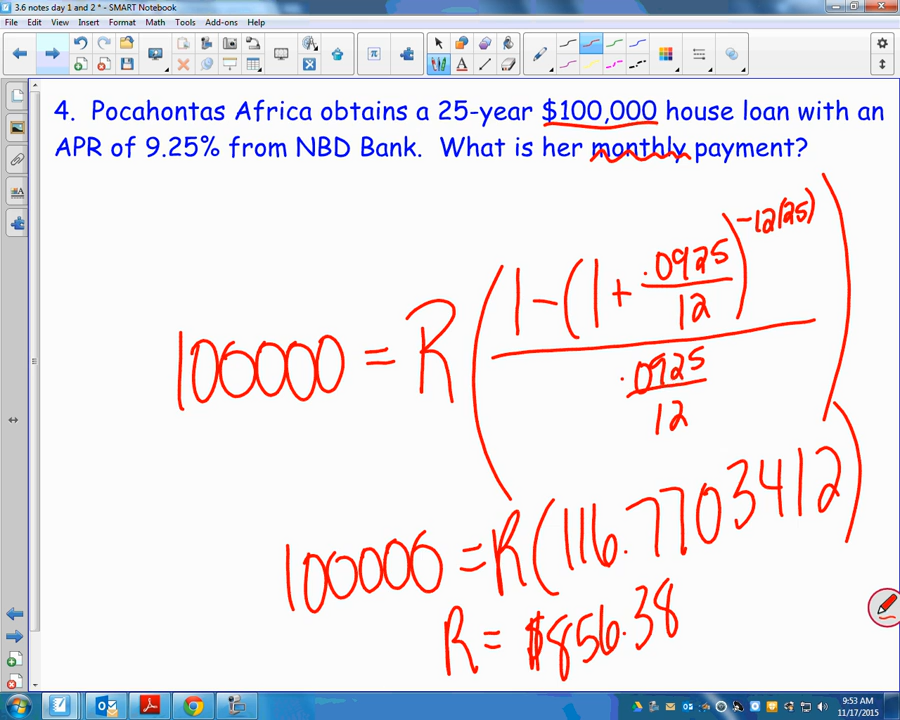 3.6 notes day 1 and 2 * - SMART Notebook
File Edit View Insert Format Math Tools Add-ons Help
4. Pocahontas Africa obtains a 25-year $100,000 house loan with an
APR of 9.25% from NBD Bank. What is her monthly payment?
100000 = R ( 1 - (1 + .0925/12)^-12(25) / .0925/12 )
100000 = R(116.7703412)
R = $856.38
9:53 AM
11/17/2015